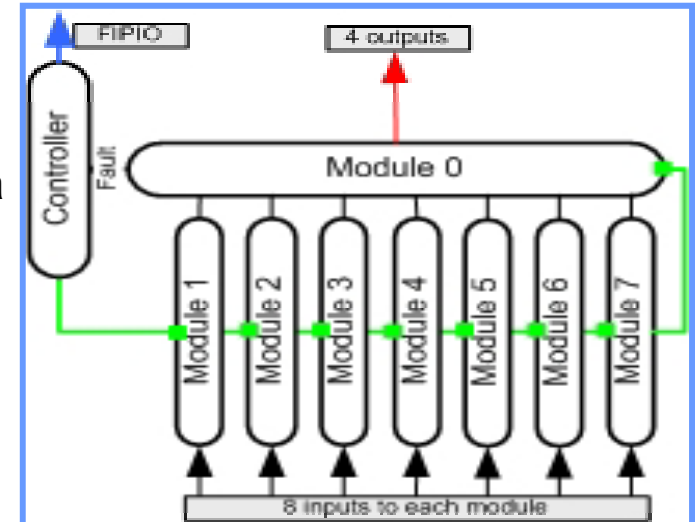 FIPIO
4 outputs
Controller
Fault
Module 0
Module 1
Module 2
Module 3
Module 4
Module 5
Module 6
Module 7
8 inputs to each module